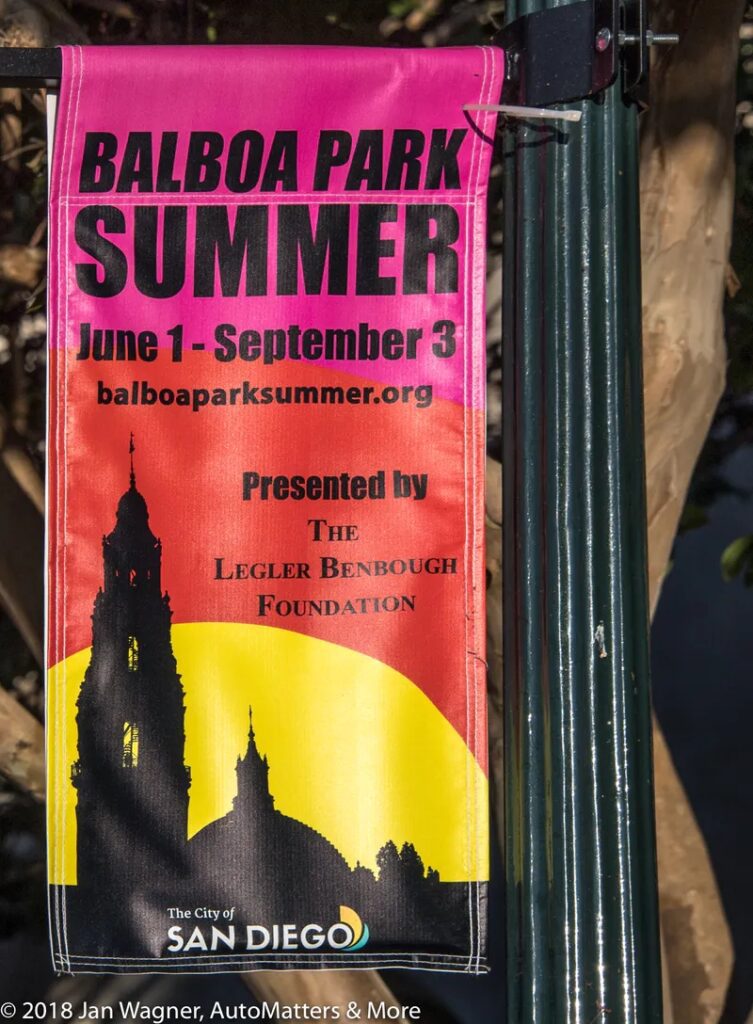 BALBOA PARK
SUMMER
June 1 - September 3
balboaparksummer.org
Presented by
THE
LEGLER BENBOUGH
FOUNDATION
The City of
SAN DIEGO
© 2018 Jan Wagner, AutoMatters & More